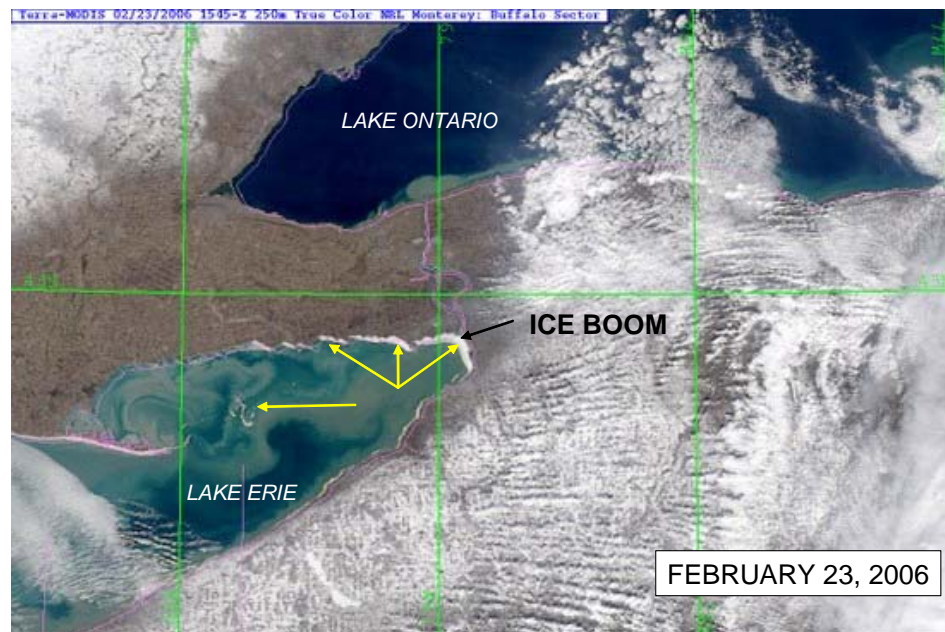 Terra-MODIS 02/23/2006 1545-Z 250m True Color NRL Monterey: Buffalo Sector
LAKE ONTARIO
ICE BOOM
LAKE ERIE
FEBRUARY 23, 2006